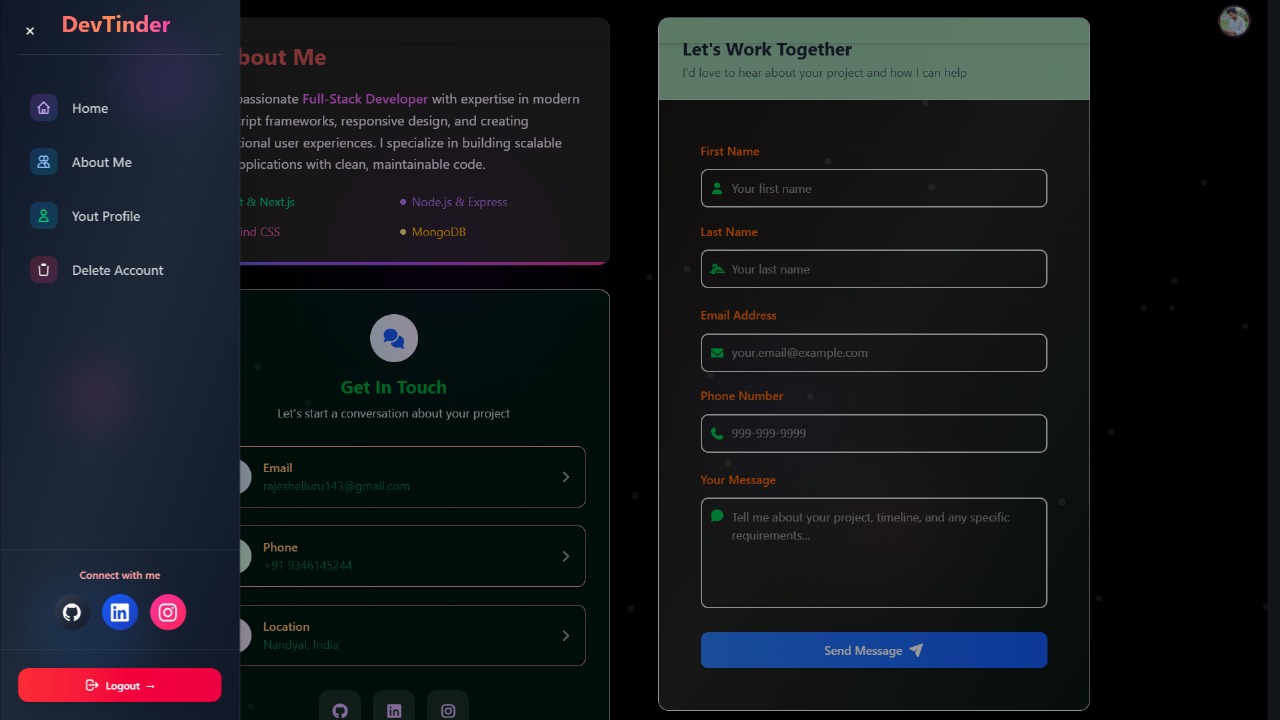 DevTinder
Home
About Me
Yout Profile
Delete Account
Connect with me
Logout →
bout Me
passionate Full-Stack Developer with expertise in modern
ript frameworks, responsive design, and creating
ional user experiences. I specialize in building scalable
pplications with clean, maintainable code.
t & Next.js
Node.js & Express
ind CSS
MongoDB
Get In Touch
Let's start a conversation about your project
Email
rajeshelluru143@gmail.com
Phone
+91 9346145244
Location
Nandyal, India
Let's Work Together
I'd love to hear about your project and how I can help
First Name
Your first name
Last Name
Your last name
Email Address
your.email@example.com
Phone Number
999-999-9999
Your Message
Tell me about your project, timeline, and any specific
requirements...
Send Message